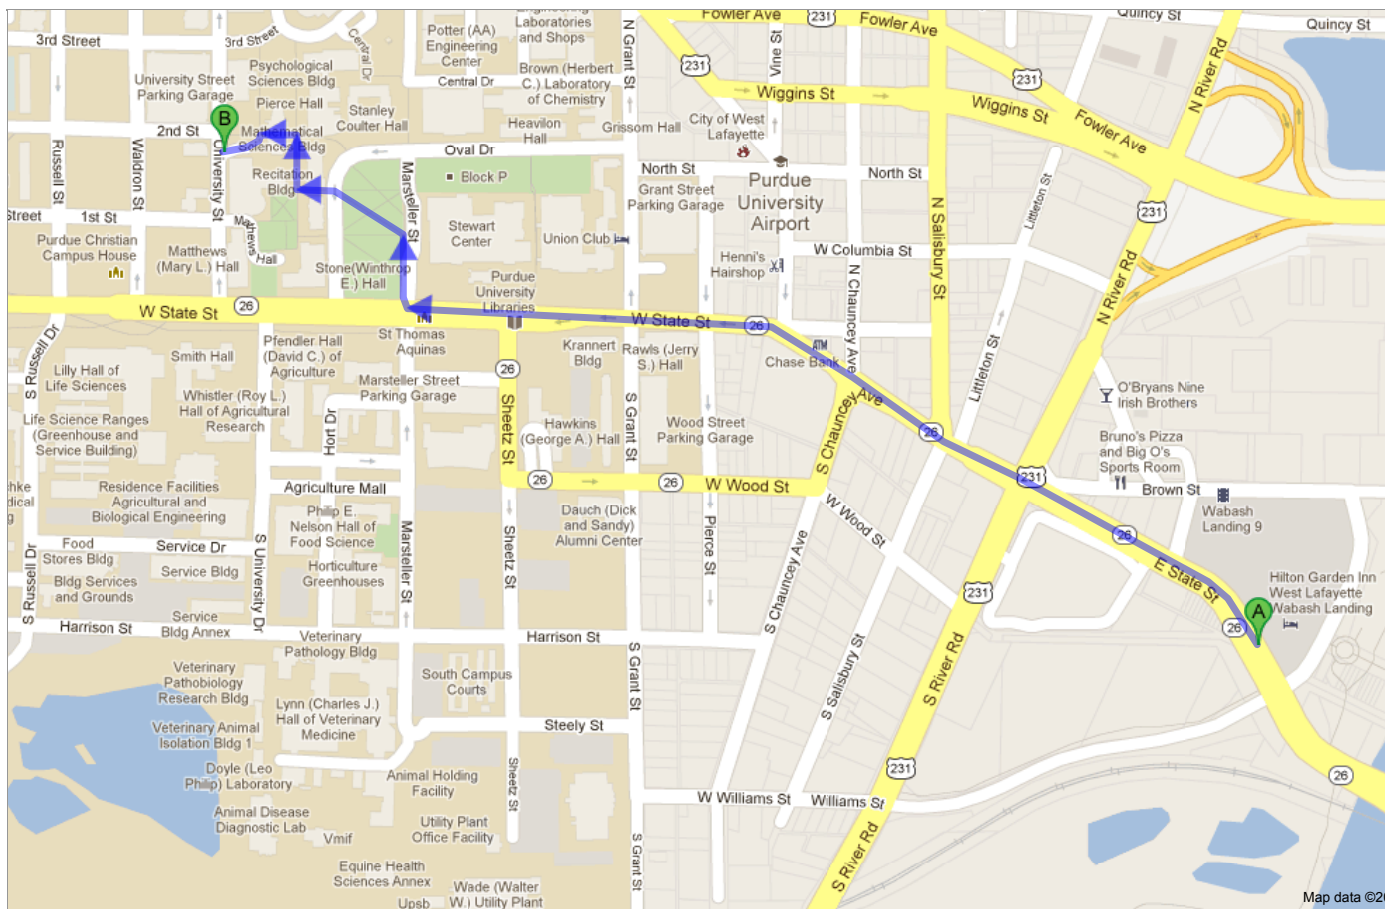 Engineering
Laboratories
and Shops
Fowler Ave
231
Fowler Ave
Quincy St
Quincy St
3rd Street
3rd Street
Central Dr
Potter (AA)
Engineering
Center
N Grant St
Vine St
N River Rd
Psychological
Sciences Bldg
University Street
Parking Garage
Pierce Hall
Central Dr
Brown (Herbert
C.) Laboratory
of Chemistry
231
231
Wiggins St
Wiggins St
Fowler Ave
Stanley
Coulter Hall
Heavilon
Hall
Grissom Hall
City of West
Lafayette
B
2nd St
Mathematical
Sciences Bldg
Oval Dr
Russell St
Waldron St
University St
Recitation
Bldg
Marsteller St
Block P
North St
North St
Grant Street
Parking Garage
Purdue
University
Airport
Littleton St
231
Street
1st St
Mathews Hall
Stewart
Center
Union Club
N Salisbury St
Purdue Christian
Campus House
Matthews
(Mary L.) Hall
Stone(Winthrop
E.) Hall
Purdue
University
Libraries
Henni's
Hairshop
W Columbia St
N Chauncey Ave
N River Rd
W State St
26
W State St
26
St Thomas
Aquinas
Krannert
Bldg
Rawls (Jerry
S.) Hall
Chase Bank
ATM
S Russell Dr
Smith Hall
Pfendler Hall
(David C.) of
Agriculture
26
Lilly Hall of
Life Sciences
Marsteller Street
Parking Garage
Whistler (Roy L.)
Hall of Agricultural
Research
Sheetz St
S Grant St
S Chauncey Ave
Chauncey Ave
Littleton St
O'Bryans Nine
Irish Brothers
Life Science Ranges
(Greenhouse and
Service Building)
Hort Dr
Hawkins
(George A.) Hall
Wood Street
Parking Garage
26
Bruno's Pizza
and Big O's
Sports Room
231
Agriculture Mall
26
26
W Wood St
Brown St
Wabash
Landing 9
Residence Facilities
Agricultural and
Biological Engineering
Philip E.
Nelson Hall of
Food Science
Dauch (Dick
and Sandy)
Alumni Center
W Wood St
26
Food
Stores Bldg
Service Dr
Service Bldg
Horticulture
Greenhouses
Marsteller St
Sheetz St
Pierce St
S Chauncey Ave
E State St
S Russell Dr
Bldg Services
and Grounds
S University Dr
231
Hilton Garden Inn
West Lafayette
Wabash Landing
A
26
Harrison St
Service
Bldg Annex
Harrison St
Veterinary
Pathology Bldg
Veterinary
Pathobiology
Research Bldg
South Campus
Courts
S Grant St
S Salisbury St
S River Rd
Lynn (Charles J.)
Hall of Veterinary
Medicine
Steely St
Veterinary Animal
Isolation Bldg 1
Doyle (Leo
Philip) Laboratory
Animal Holding
Facility
Sheetz St
231
26
W Williams St
Williams St
Animal Disease
Diagnostic Lab
Vmif
Utility Plant
Office Facility
S Grant St
S River Rd
Equine Health
Sciences Annex
Upsb
Wade (Walter
W.) Utility Plant
Map data ©20